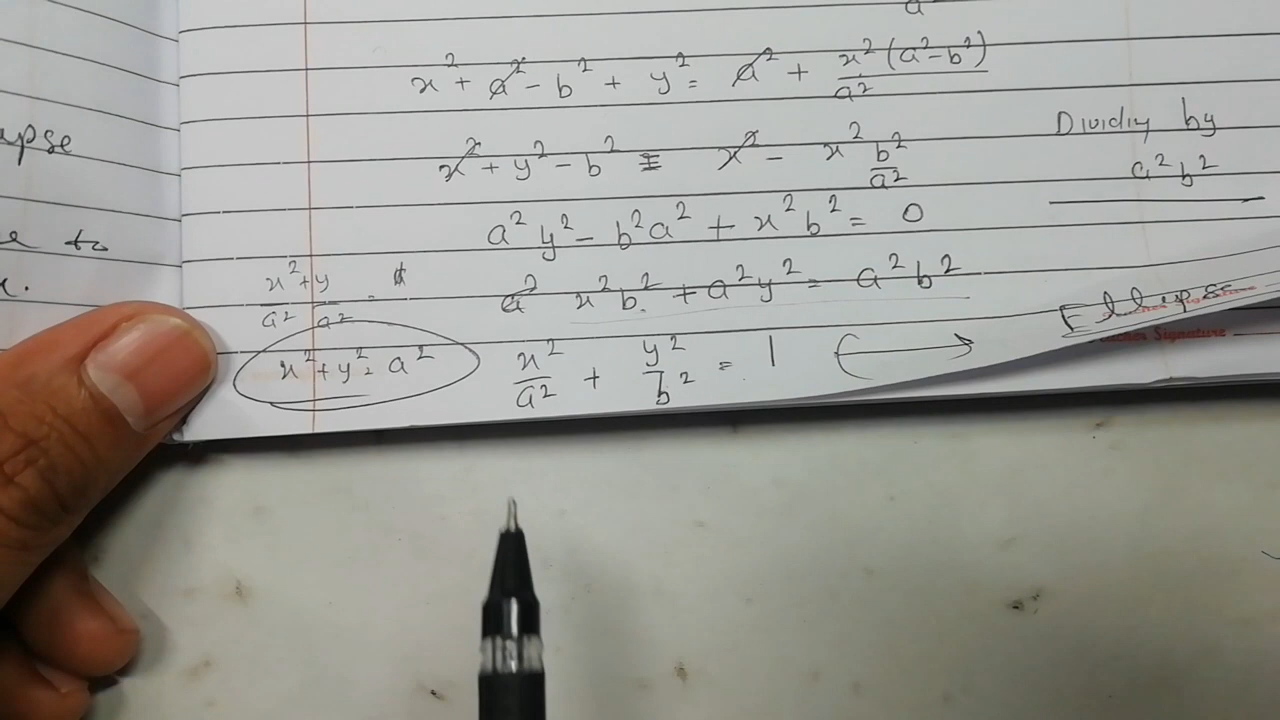 a
x² + a² - b² + y² = a² + x²(a²-b²)/a²
x² + y² - b² = x² - x² b²/a²
Dividing by
a²b²
a²y² - b²a² + x²b² = 0
to
x.
x²+y
a² a²
a² x²b² + a²y² = a²b²
Ellipse
Signature
x²+y² = a²
x²/a² + y²/b² = 1